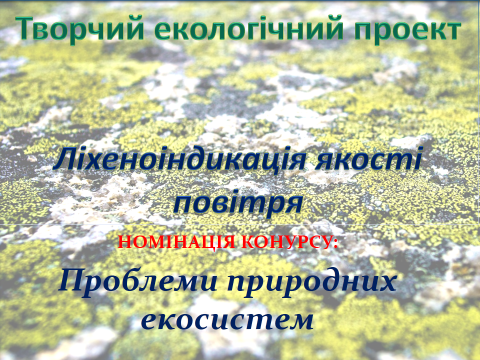 Творчий екологічний проект
Ліхеноіндикація якості
повітря
НОМІНАЦІЯ КОНУРСУ:
Проблеми природних
екосистем